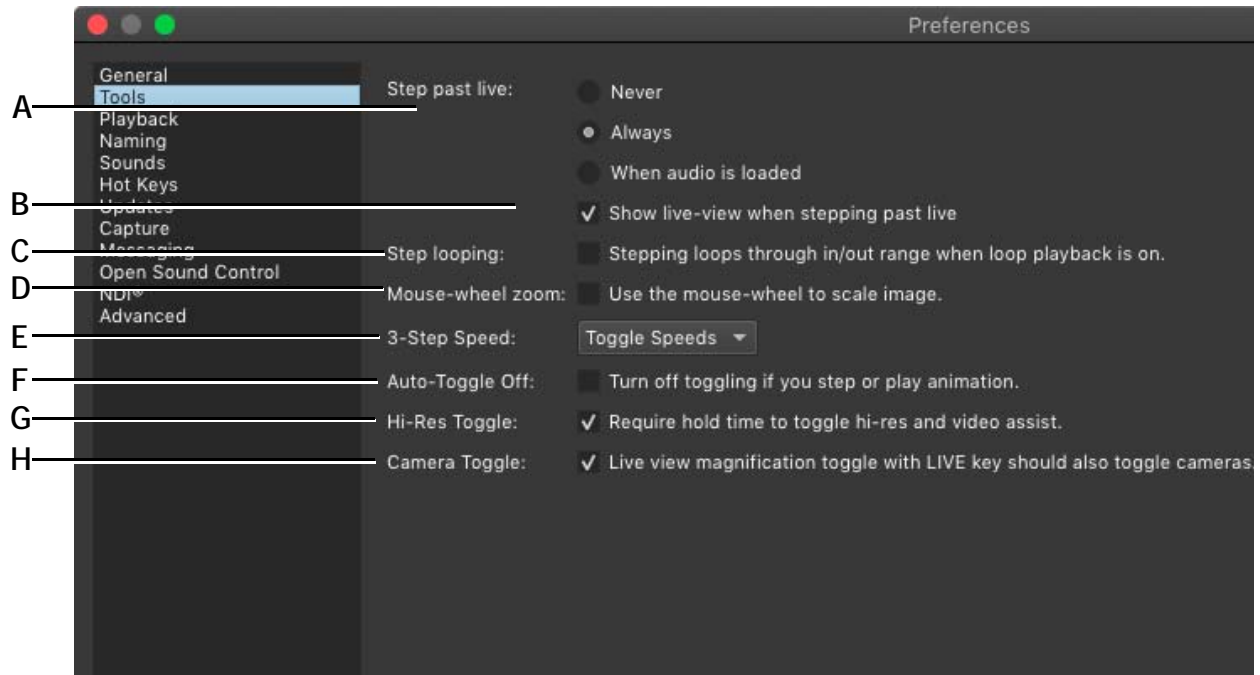 Preferences
General
Tools
Playback
Naming
Sounds
Hot Keys
Updates
Capture
Messaging
Open Sound Control
NDI®
Advanced
A
B
C
D
E
F
G
H
Step past live:
Never
Always
When audio is loaded
Show live-view when stepping past live
Step looping: Stepping loops through in/out range when loop playback is on.
Mouse-wheel zoom: Use the mouse-wheel to scale image.
3-Step Speed: Toggle Speeds
Auto-Toggle Off: Turn off toggling if you step or play animation.
Hi-Res Toggle: Require hold time to toggle hi-res and video assist.
Camera Toggle: Live view magnification toggle with LIVE key should also toggle cameras.